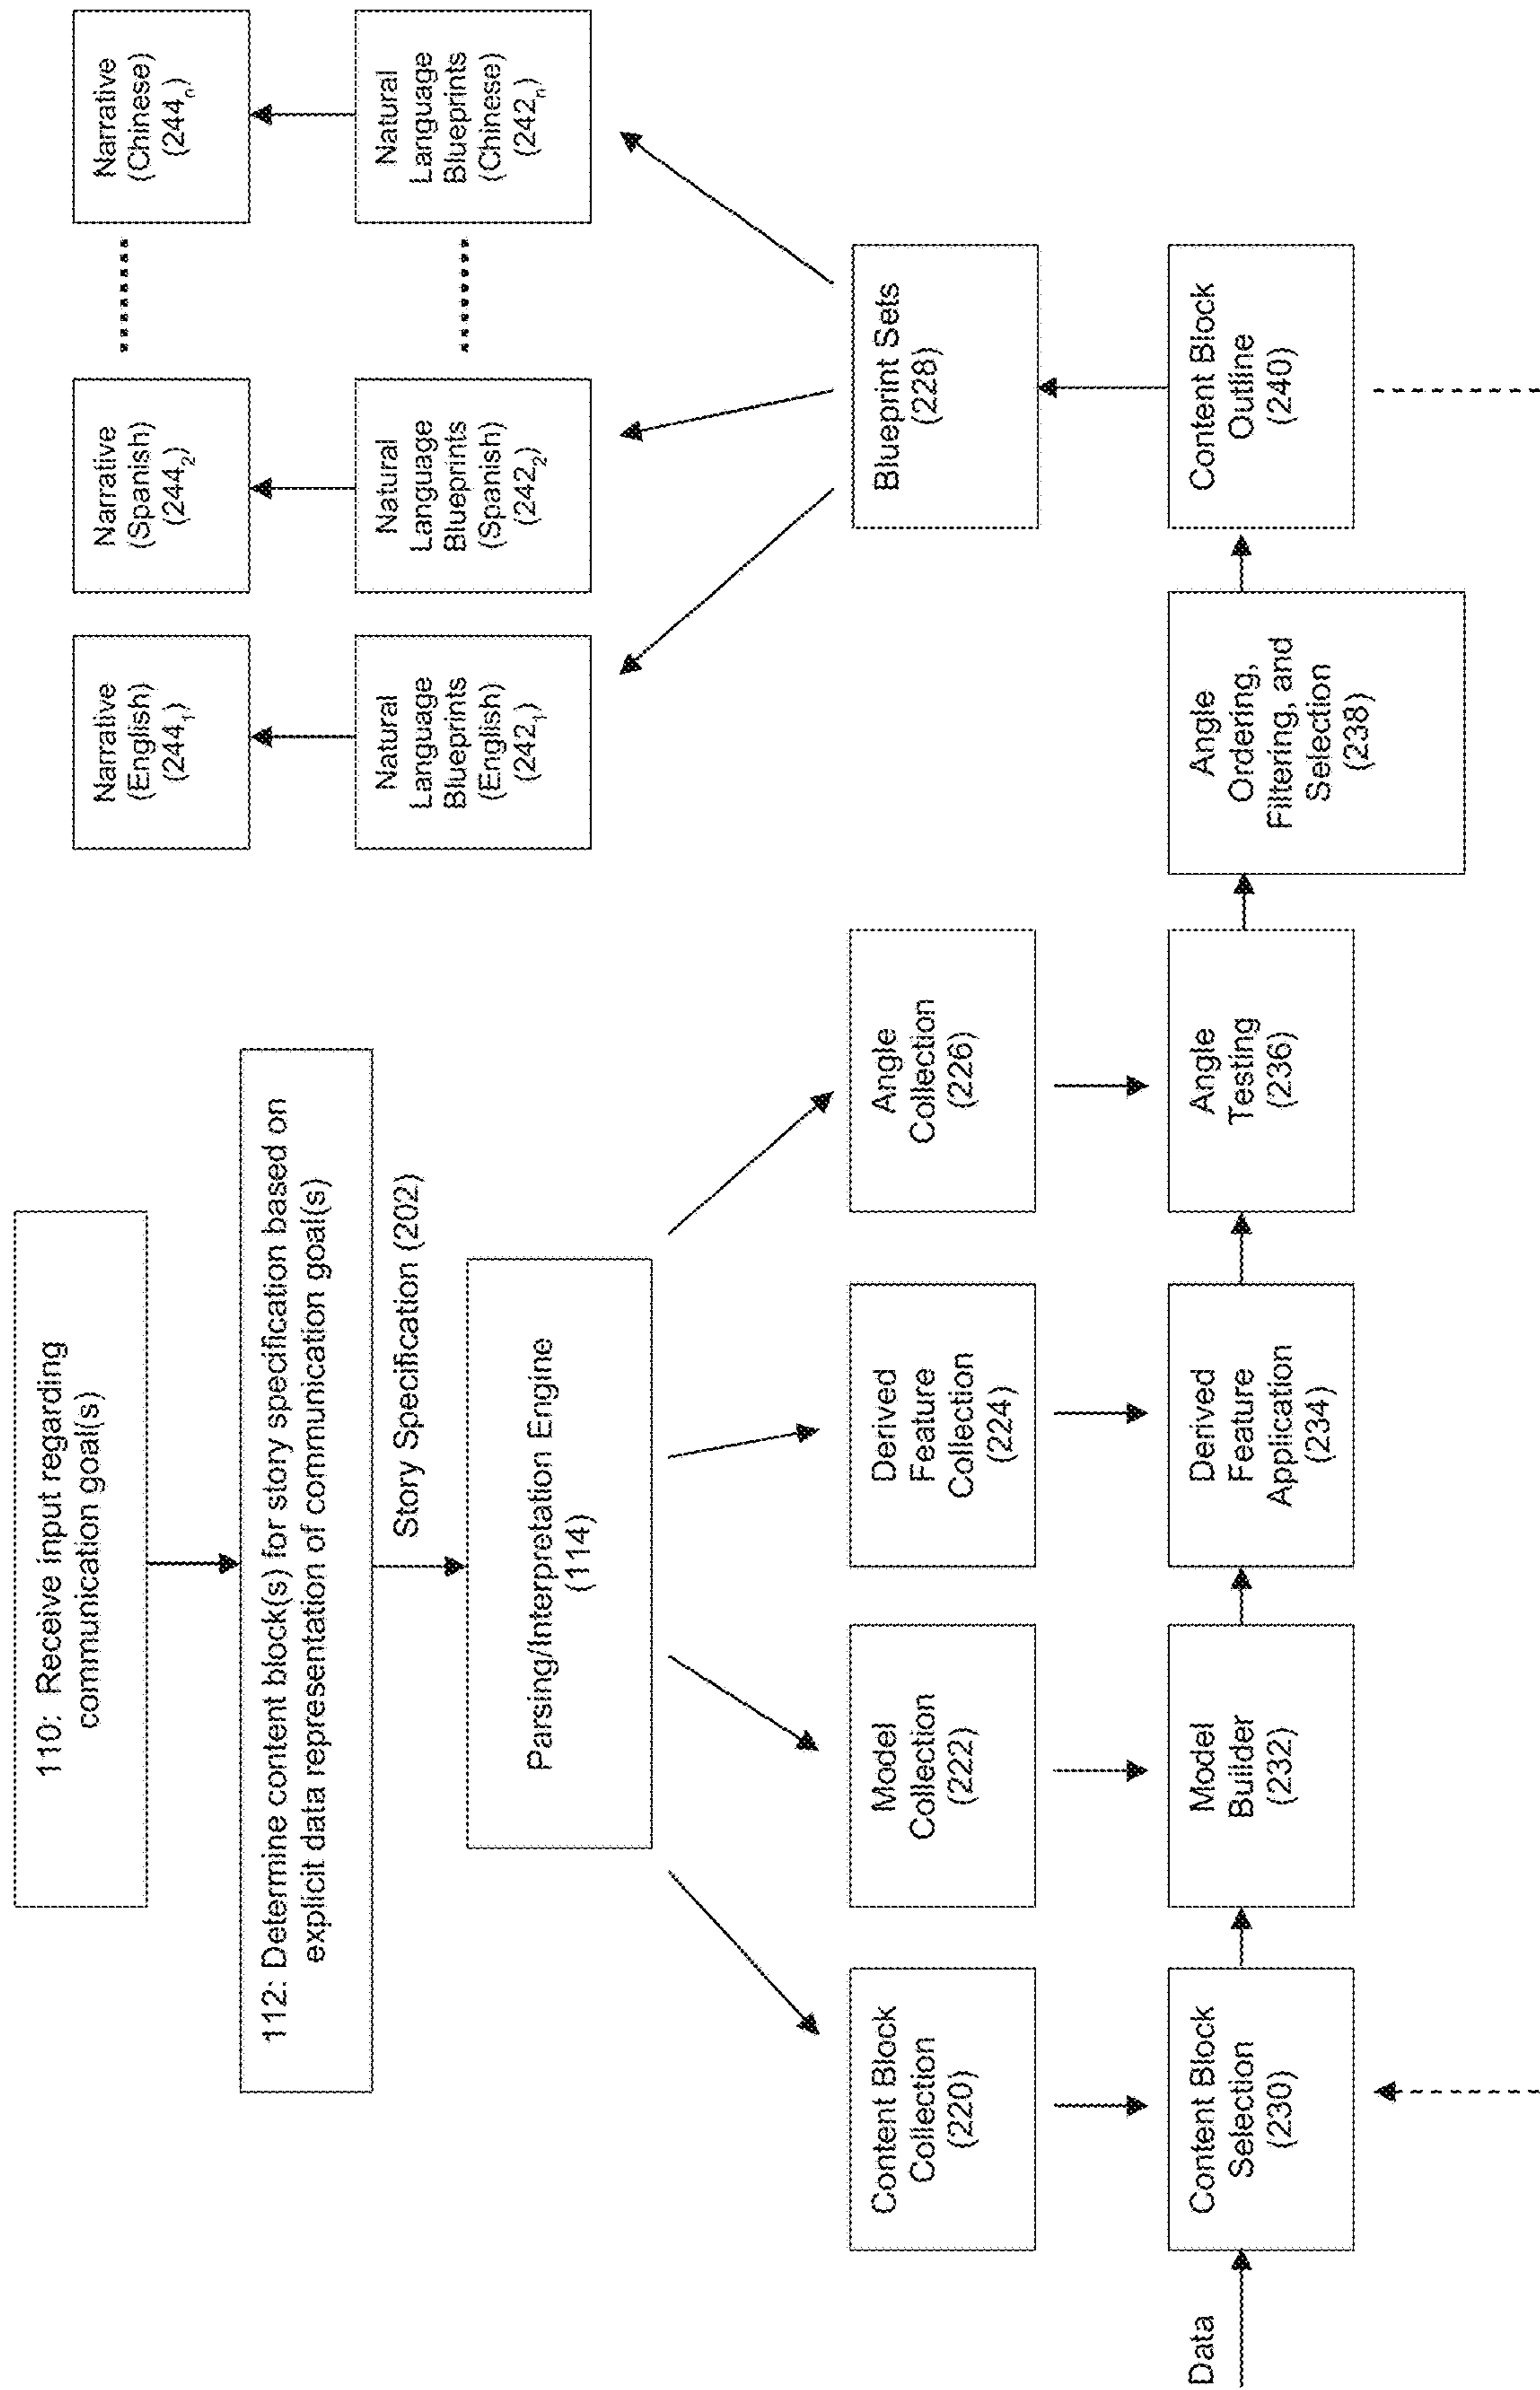 110: Receive input regarding
communication goal(s)
112: Determine content block(s) for story specification based on
explicit data representation of communication goal(s)
Story Specification (202)
Parsing/Interpretation Engine
(114)
Content Block
Collection
(220)
Model
Collection
(222)
Derived
Feature
Collection
(224)
Angle
Collection
(226)
Data
Content Block
Selection
(230)
Model
Builder
(232)
Derived
Feature
Application
(234)
Angle
Testing
(236)
Angle
Ordering,
Filtering, and
Selection
(238)
Content Block
Outline
(240)
Blueprint Sets
(228)
Natural
Language
Blueprints
(English)
(242₁)
Natural
Language
Blueprints
(Spanish)
(242₂)
Natural
Language
Blueprints
(Chinese)
(242ₙ)
Narrative
(English)
(244₁)
Narrative
(Spanish)
(244₂)
Narrative
(Chinese)
(244ₙ)